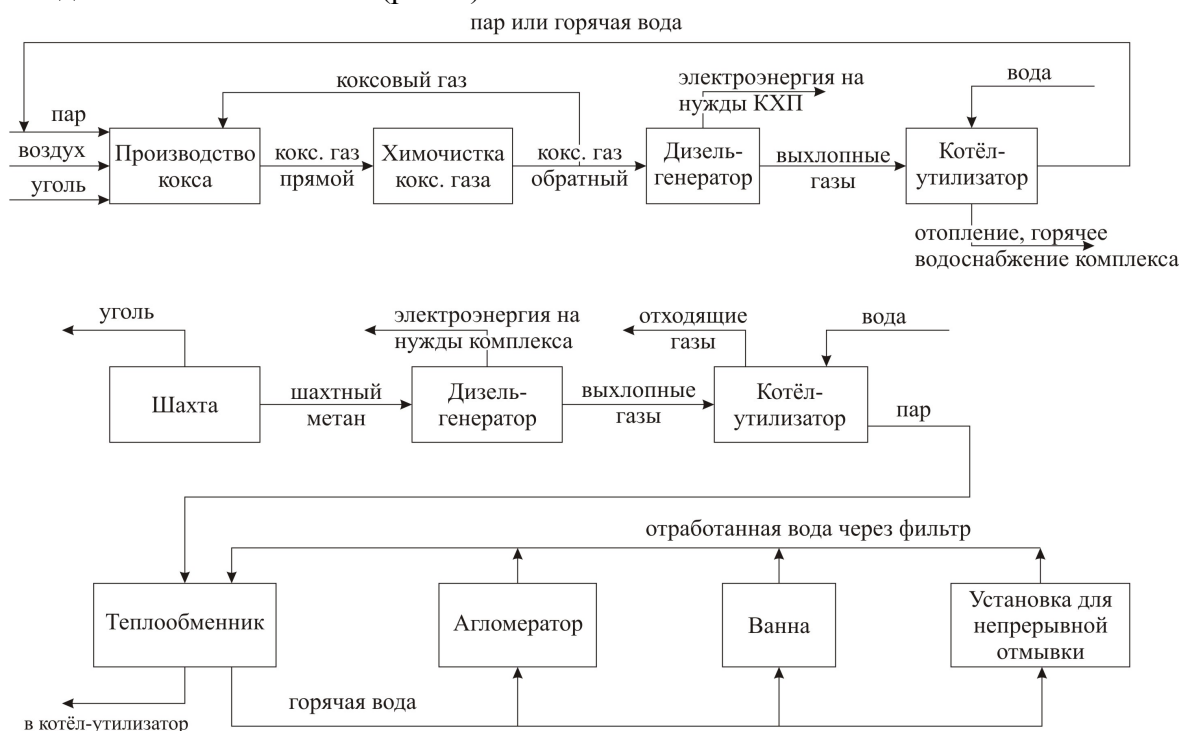 пар или горячая вода
коксовый газ
электроэнергия на
нужды КХП
вода
пар
воздух
уголь
Производство
кокса
кокс. газ
прямой
Химочистка
кокс. газа
кокс. газ
обратный
Дизель-
генератор
выхлопные
газы
Котёл-
утилизатор
отопление, горячее
водоснабжение комплекса
уголь
электроэнергия на
нужды комплекса
отходящие
газы
вода
Шахта
шахтный
метан
Дизель-
генератор
выхлопные
газы
Котёл-
утилизатор
пар
отработанная вода через фильтр
Теплообменник
Агломератор
Ванна
Установка для
непрерывной
отмывки
горячая вода
в котёл-утилизатор